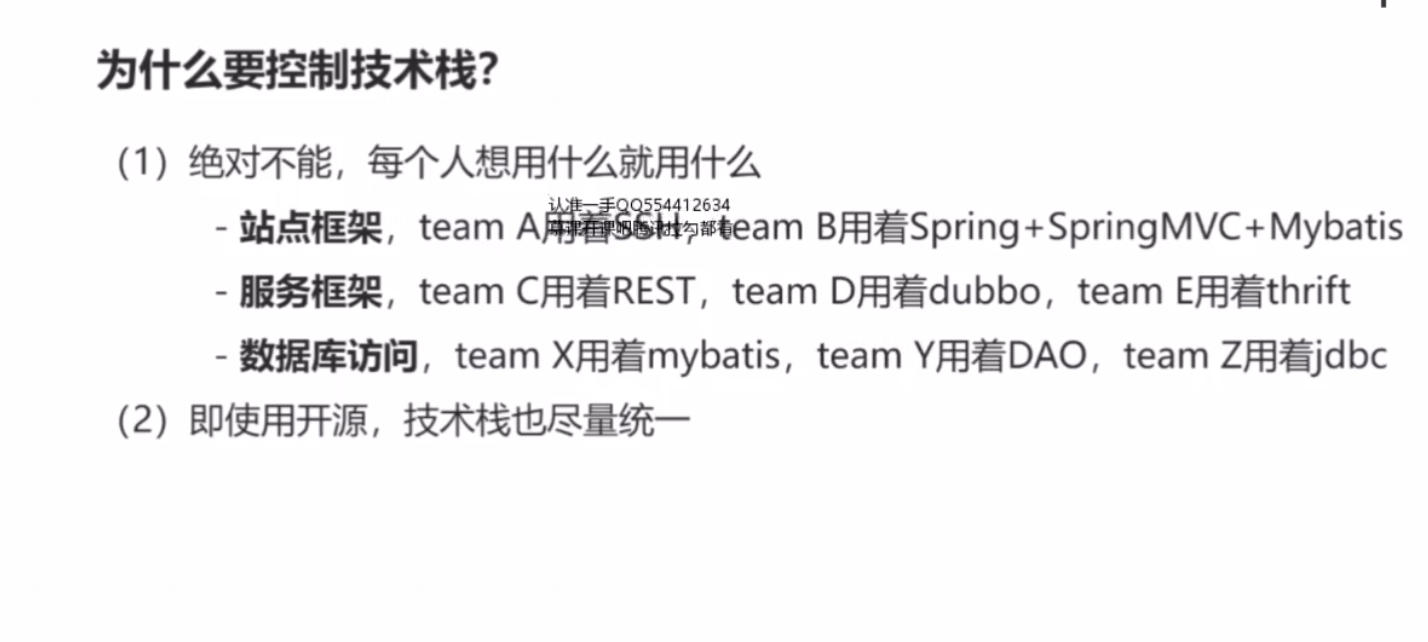 为什么要控制技术栈？
（1）绝对不能，每个人想用什么就用什么
认准一手QQ554412634
- 站点框架，team A用着SSH，team B用着Spring+SpringMVC+Mybatis
- 服务框架，team C用着REST，team D用着dubbo，team E用着thrift
- 数据库访问，team X用着mybatis，team Y用着DAO，team Z用着jdbc
（2）即使用开源，技术栈也尽量统一